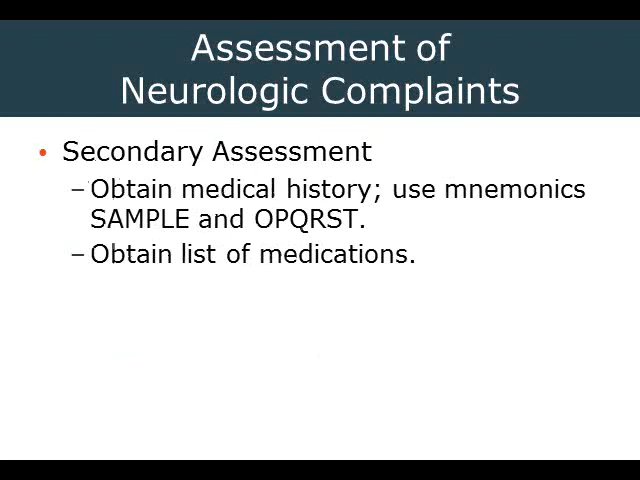 Assessment of
Neurologic Complaints
• Secondary Assessment
–Obtain medical history; use mnemonics
SAMPLE and OPQRST.
–Obtain list of medications.